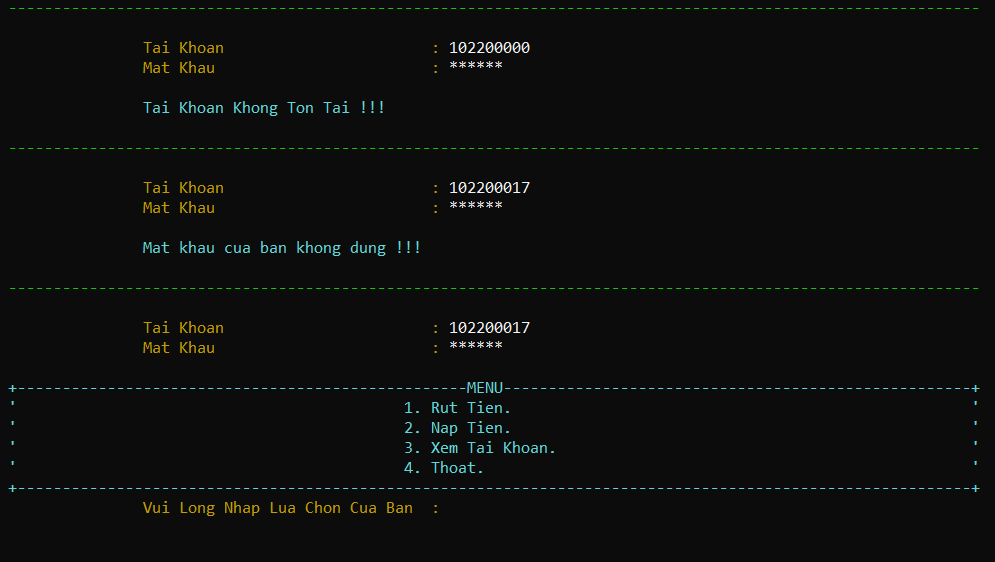 ------------------------------------------------------------------------------------------------------------
Tai Khoan : 102200000
Mat Khau : ******
Tai Khoan Khong Ton Tai !!!
------------------------------------------------------------------------------------------------------------
Tai Khoan : 102200017
Mat Khau : ******
Mat khau cua ban khong dung !!!
------------------------------------------------------------------------------------------------------------
Tai Khoan : 102200017
Mat Khau : ******
+--------------------------------------------------MENU----------------------------------------------------+
' 1. Rut Tien. '
' 2. Nap Tien. '
' 3. Xem Tai Khoan. '
' 4. Thoat. '
+----------------------------------------------------------------------------------------------------------+
Vui Long Nhap Lua Chon Cua Ban :